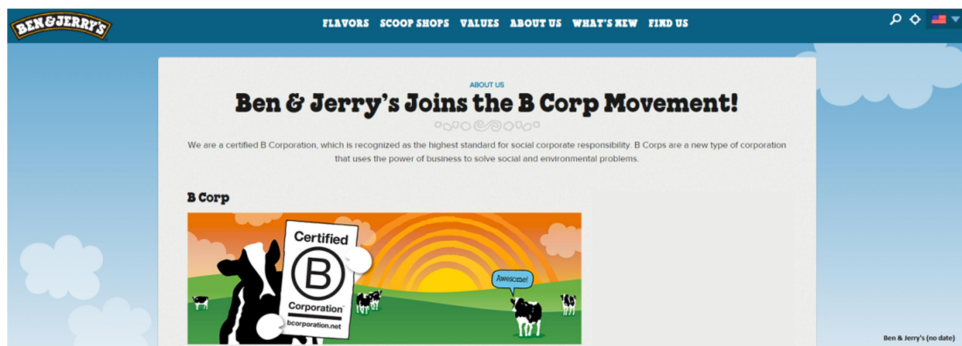 BEN & JERRY'S
FLAVORS SCOOP SHOPS VALUES ABOUT US WHAT'S NEW FIND US
ABOUT US
Ben & Jerry's Joins the B Corp Movement!
We are a certified B Corporation, which is recognized as the highest standard for social corporate responsibility. B Corps are a new type of corporation
that uses the power of business to solve social and environmental problems.
B Corp
Certified
B
Corporation
bcorporation.net
Awesome!
Ben & Jerry's (no date)